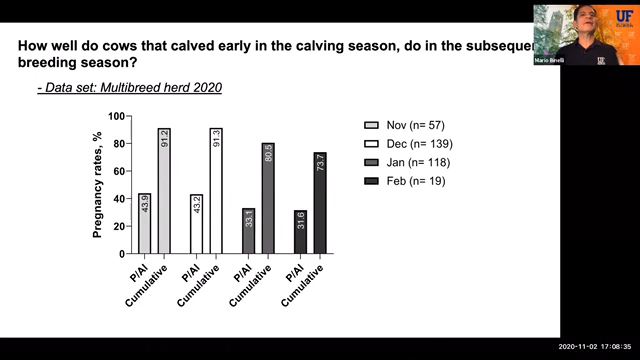 How well do cows that calved early in the calving season, do in the subseque
breeding season?
- Data set: Multibreed herd 2020
Pregnancy rates, %
100
80
60
40
20
0
43.9
91.2
43.2
91.3
33.1
80.5
31.6
73.7
P/AI
Cumulative
P/AI
Cumulative
P/AI
Cumulative
P/AI
Cumulative
Nov (n= 57)
Dec (n= 139)
Jan (n= 118)
Feb (n= 19)
UF
Mario Binelli
2020-11-02 17:08:35